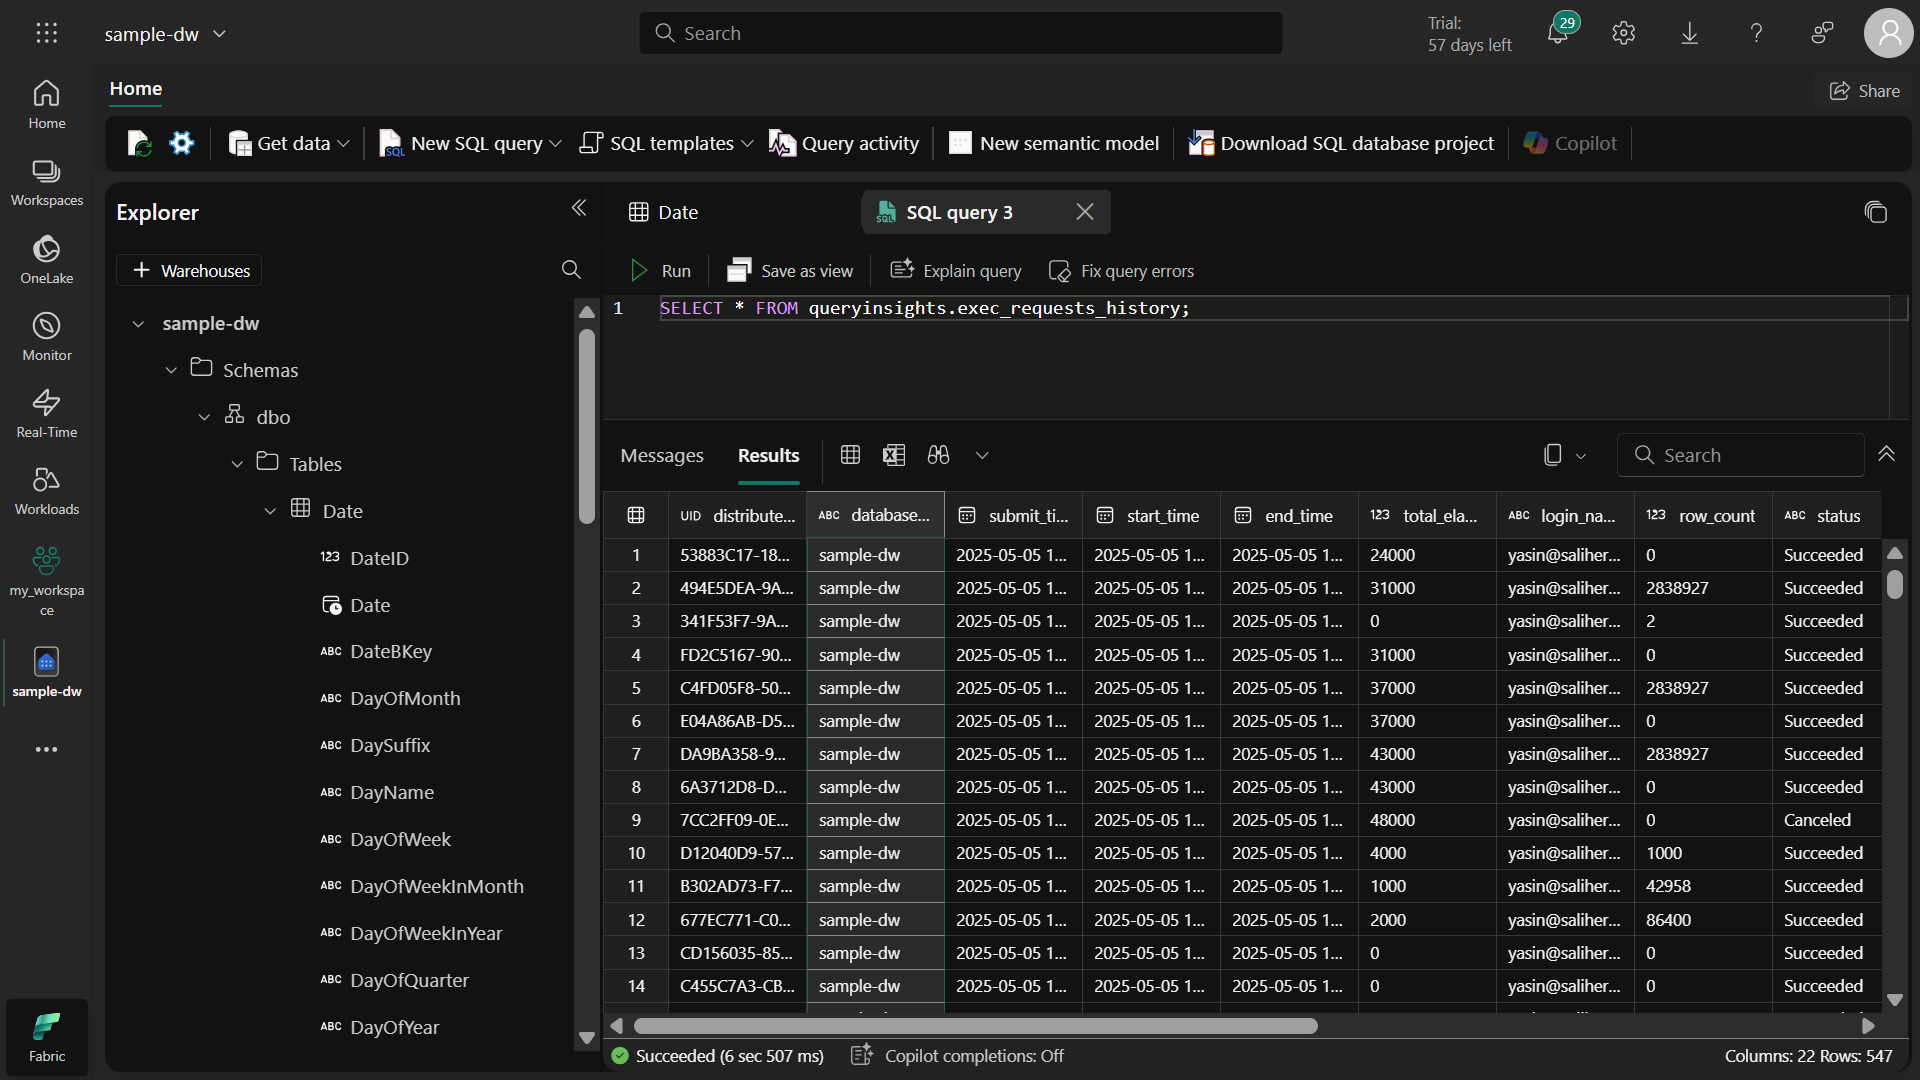 sample-dw
Search
Trial:
57 days left
29
Home
Share
Get data
New SQL query
SQL templates
Query activity
New semantic model
Download SQL database project
Copilot
Home
Workspaces
OneLake
Monitor
Real-Time
Workloads
my_workspa
ce
sample-dw
Fabric
Explorer
Warehouses
sample-dw
Schemas
dbo
Tables
Date
123 DateID
Date
ABC DateBKey
ABC DayOfMonth
ABC DaySuffix
ABC DayName
ABC DayOfWeek
ABC DayOfWeekInMonth
ABC DayOfWeekInYear
ABC DayOfQuarter
ABC DayOfYear
Date
SQL SQL query 3
Run
Save as view
Explain query
Fix query errors
1 SELECT * FROM queryinsights.exec_requests_history;
Messages
Results
Search
UID distribute... ABC database... submit_ti... start_time end_time 123 total_ela... ABC login_na... 123 row_count ABC status
1 53883C17-18... sample-dw 2025-05-05 1... 2025-05-05 1... 2025-05-05 1... 24000 yasin@saliher... 0 Succeeded
2 494E5DEA-9A... sample-dw 2025-05-05 1... 2025-05-05 1... 2025-05-05 1... 31000 yasin@saliher... 2838927 Succeeded
3 341F53F7-9A... sample-dw 2025-05-05 1... 2025-05-05 1... 2025-05-05 1... 0 yasin@saliher... 2 Succeeded
4 FD2C5167-90... sample-dw 2025-05-05 1... 2025-05-05 1... 2025-05-05 1... 31000 yasin@saliher... 0 Succeeded
5 C4FD05F8-50... sample-dw 2025-05-05 1... 2025-05-05 1... 2025-05-05 1... 37000 yasin@saliher... 2838927 Succeeded
6 E04A86AB-D5... sample-dw 2025-05-05 1... 2025-05-05 1... 2025-05-05 1... 37000 yasin@saliher... 0 Succeeded
7 DA9BA358-9... sample-dw 2025-05-05 1... 2025-05-05 1... 2025-05-05 1... 43000 yasin@saliher... 2838927 Succeeded
8 6A3712D8-D... sample-dw 2025-05-05 1... 2025-05-05 1... 2025-05-05 1... 43000 yasin@saliher... 0 Succeeded
9 7CC2FF09-0E... sample-dw 2025-05-05 1... 2025-05-05 1... 2025-05-05 1... 48000 yasin@saliher... 0 Canceled
10 D12040D9-57... sample-dw 2025-05-05 1... 2025-05-05 1... 2025-05-05 1... 4000 yasin@saliher... 1000 Succeeded
11 B302AD73-F7... sample-dw 2025-05-05 1... 2025-05-05 1... 2025-05-05 1... 1000 yasin@saliher... 42958 Succeeded
12 677EC771-C0... sample-dw 2025-05-05 1... 2025-05-05 1... 2025-05-05 1... 2000 yasin@saliher... 86400 Succeeded
13 CD156035-85... sample-dw 2025-05-05 1... 2025-05-05 1... 2025-05-05 1... 0 yasin@saliher... 0 Succeeded
14 C455C7A3-CB... sample-dw 2025-05-05 1... 2025-05-05 1... 2025-05-05 1... 0 yasin@saliher... 0 Succeeded
Succeeded (6 sec 507 ms)
Copilot completions: Off
Columns: 22 Rows: 547